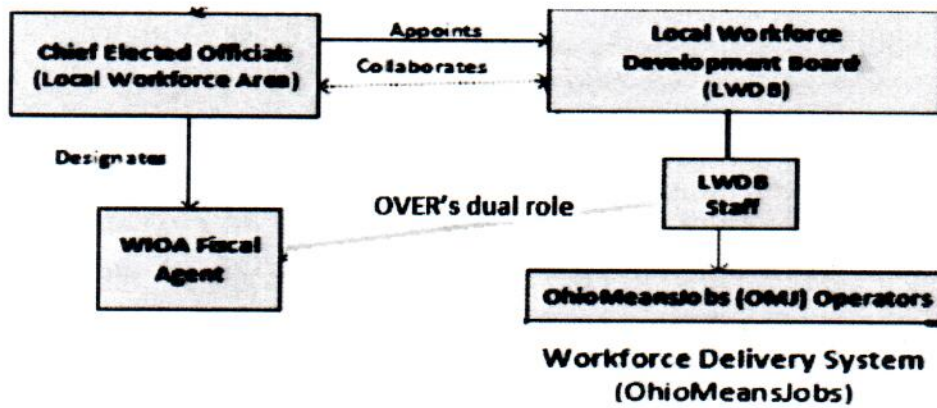 Chief Elected Officials
(Local Workforce Area)
Appoints
Collaborates
Local Workforce
Development Board
(LWDB)
Designates
LWDB
Staff
OVER's dual role
WIOA Fiscal
Agent
OhioMeansJobs (OMJ) Operators
Workforce Delivery System
(OhioMeansJobs)